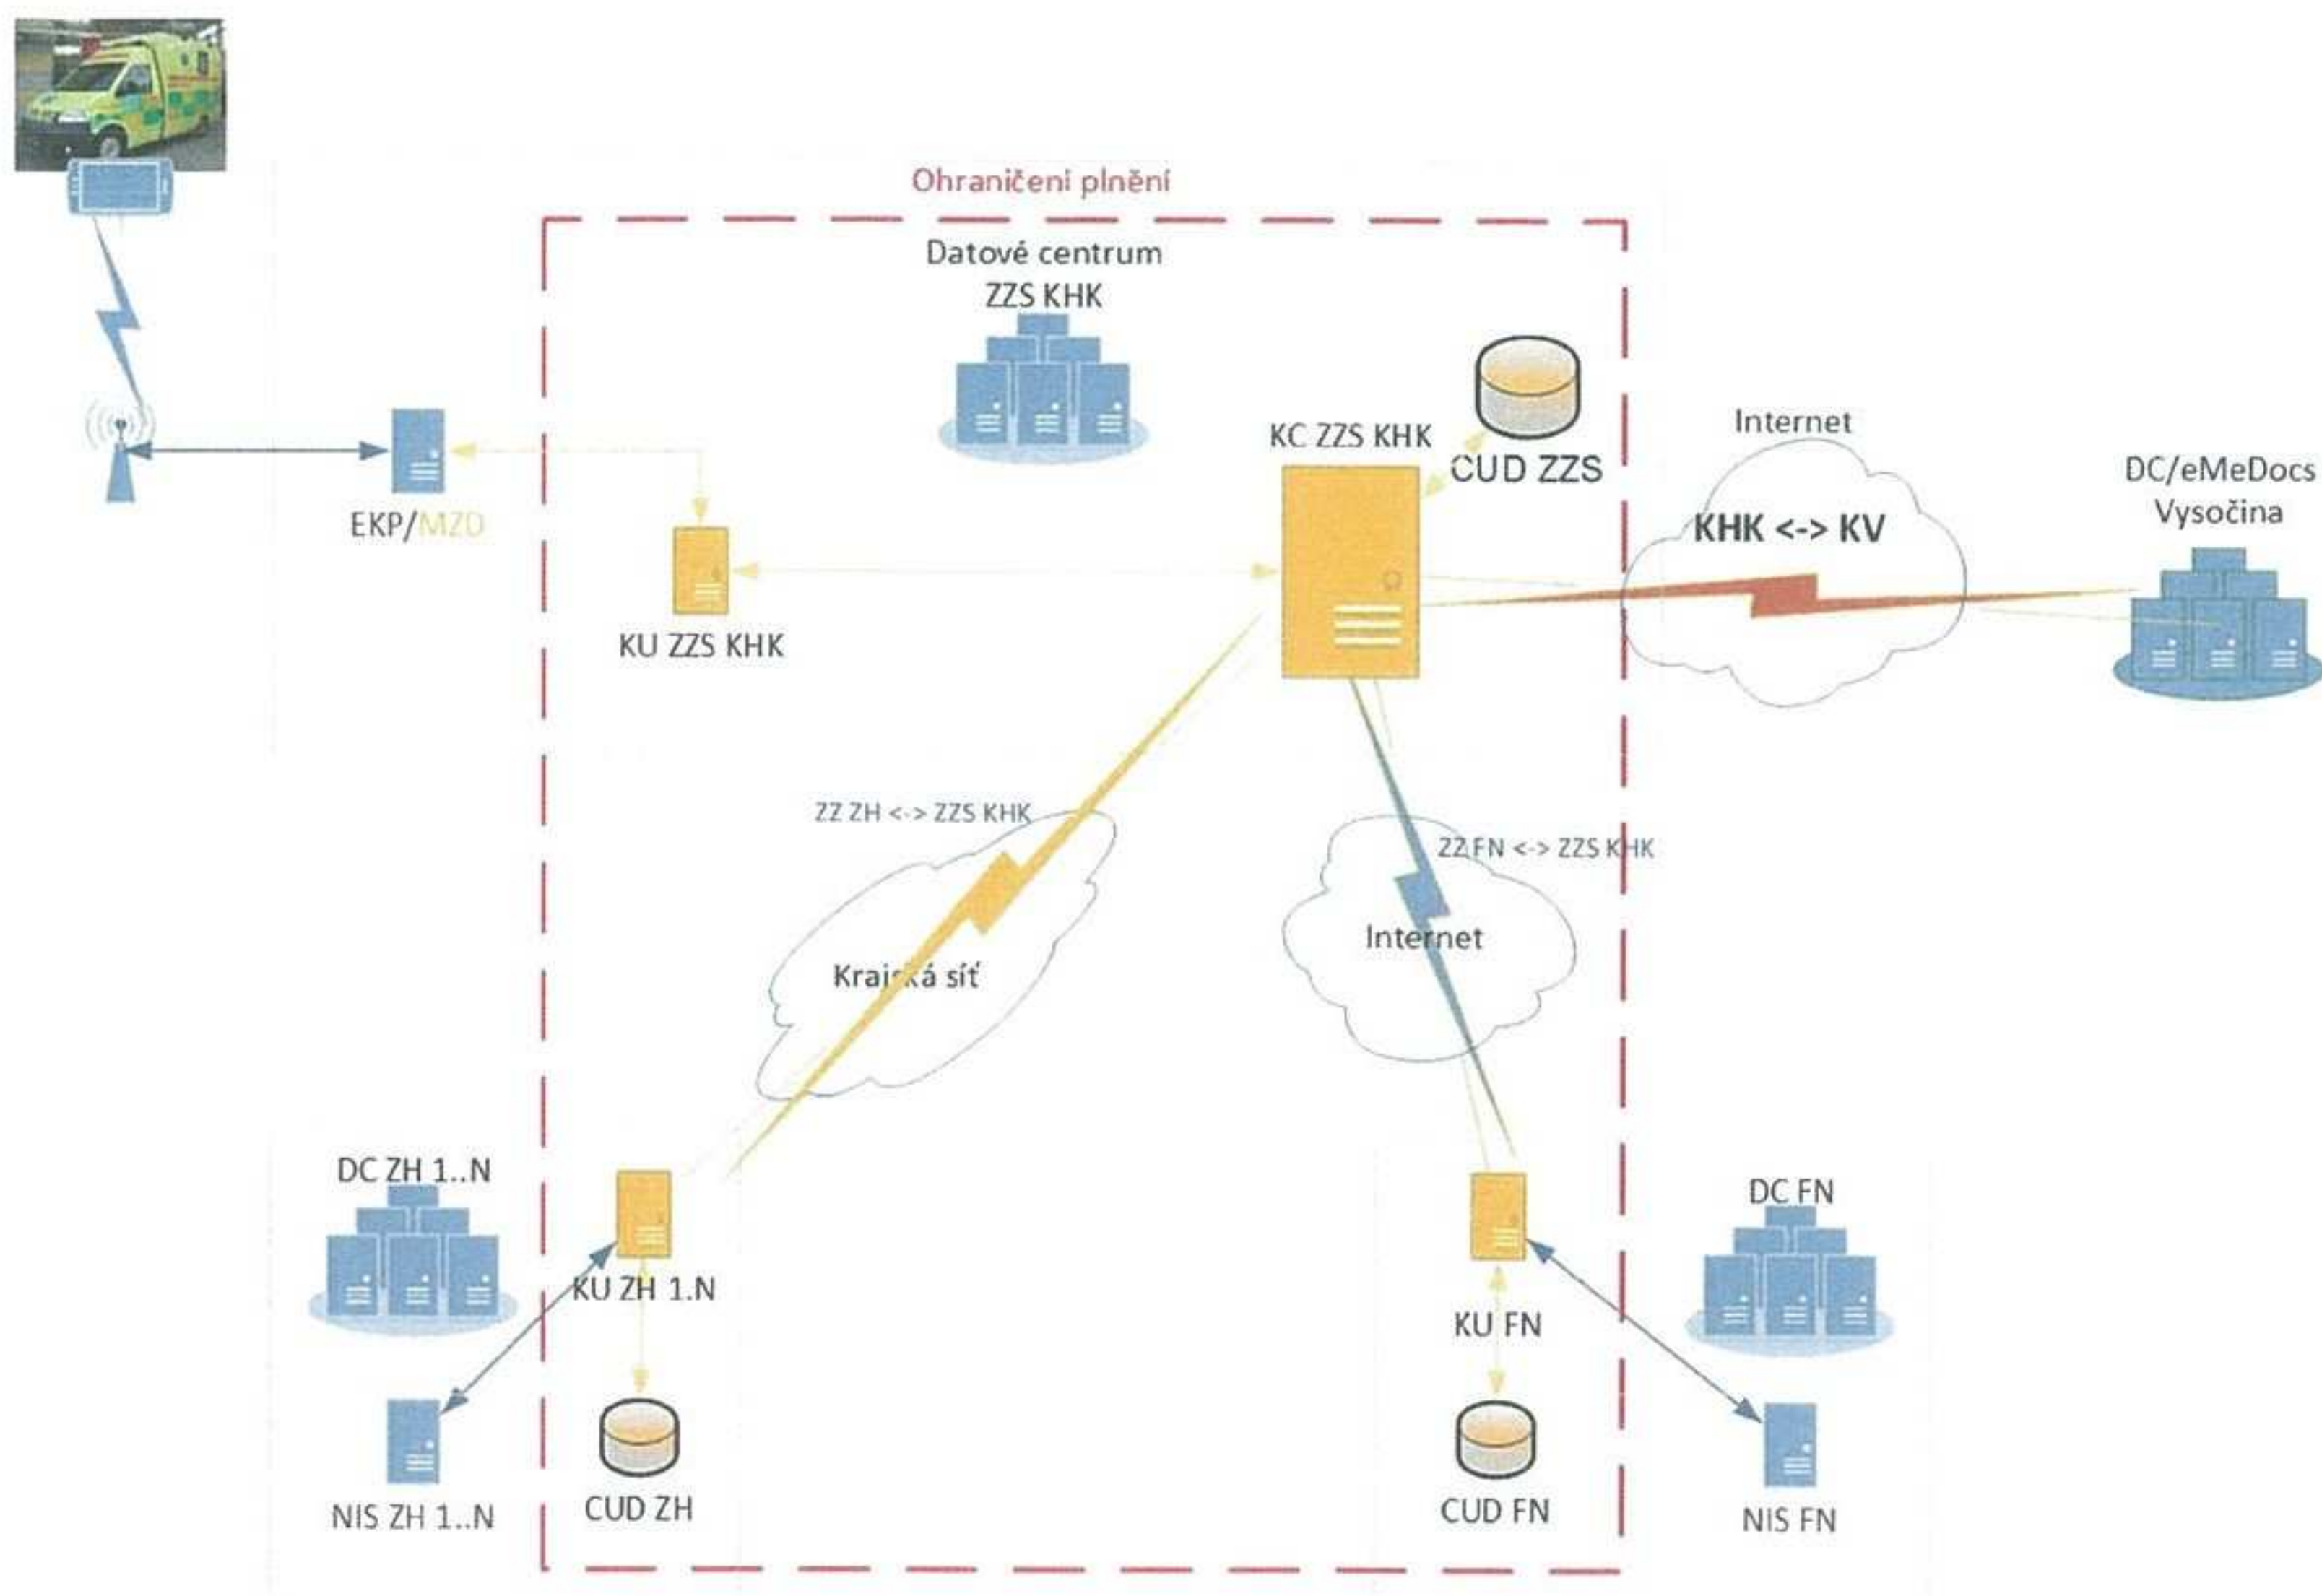 Ohraničení plnění
Datové centrum
ZZS KHK
KC ZZS KHK
CUD ZZS
Internet
KHK <-> KV
DC/eMeDocs
Vysočina
EKP/MZD
KU ZZS KHK
ZZ ZH <-> ZZS KHK
ZZ FN <-> ZZS KHK
Krajská síť
Internet
DC ZH 1..N
DC FN
KU ZH 1.N
KU FN
NIS ZH 1..N
CUD ZH
CUD FN
NIS FN